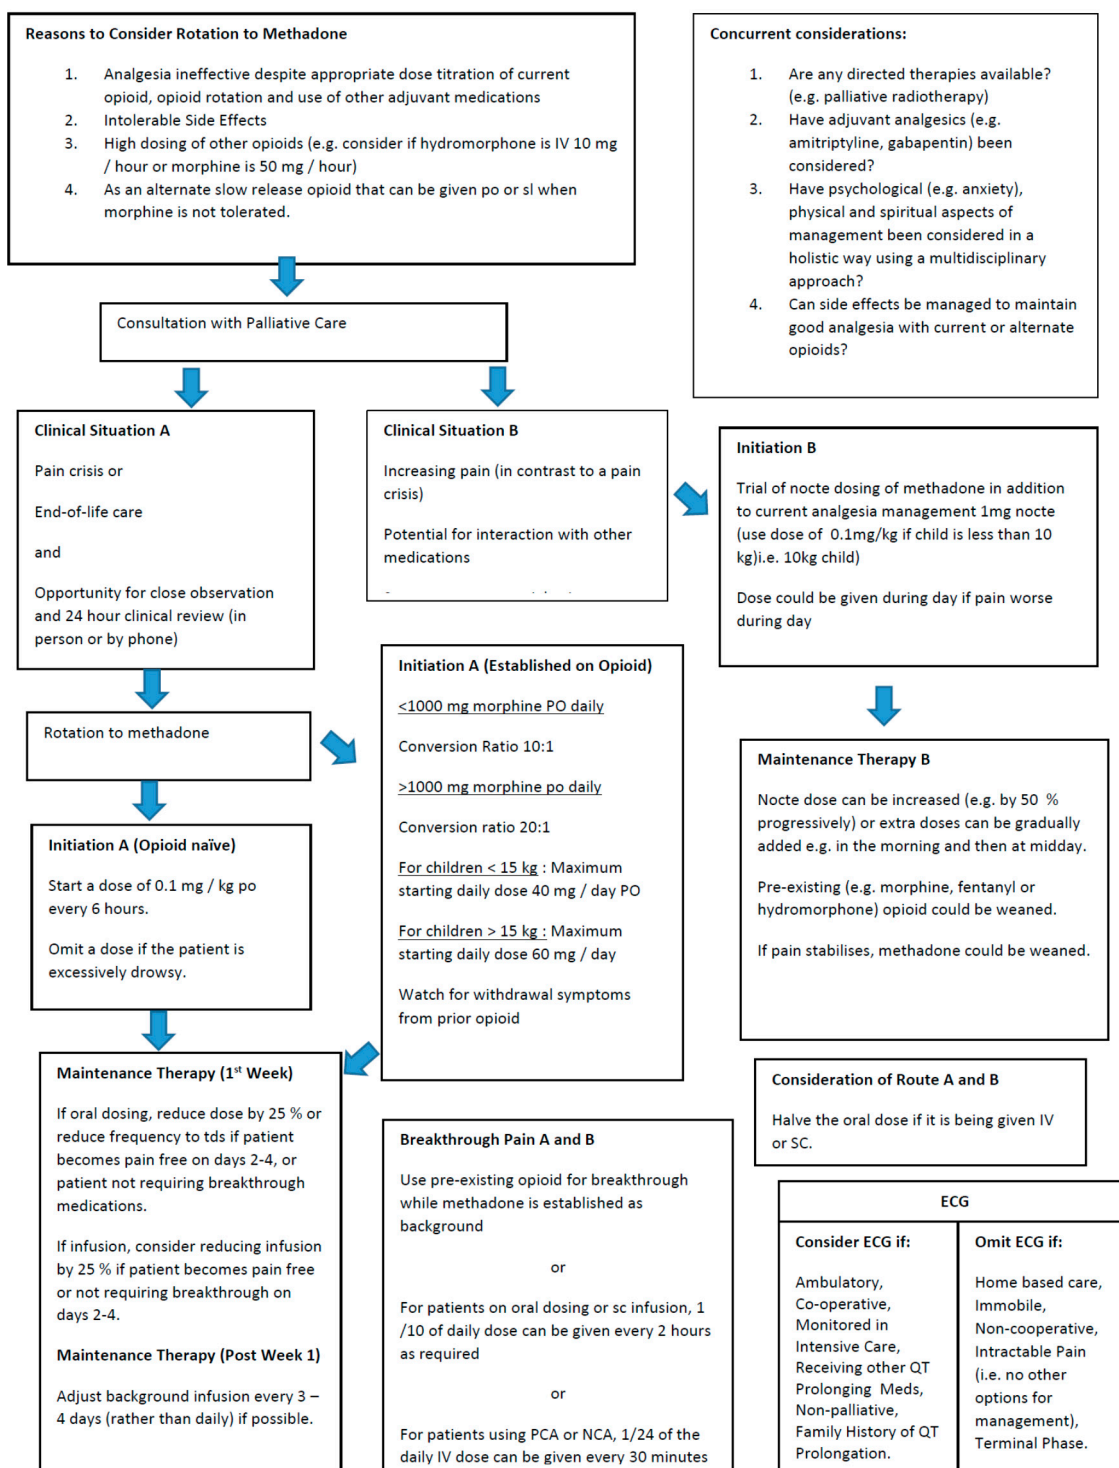 Reasons to Consider Rotation to Methadone
1. Analgesia ineffective despite appropriate dose titration of current
opioid, opioid rotation and use of other adjuvant medications
2. Intolerable Side Effects
3. High dosing of other opioids (e.g. consider if hydromorphone is IV 10 mg
/ hour or morphine is 50 mg / hour)
4. As an alternate slow release opioid that can be given po or sl when
morphine is not tolerated.
Concurrent considerations:
1. Are any directed therapies available?
(e.g. palliative radiotherapy)
2. Have adjuvant analgesics (e.g.
amitriptyline, gabapentin) been
considered?
3. Have psychological (e.g. anxiety),
physical and spiritual aspects of
management been considered in a
holistic way using a multidisciplinary
approach?
4. Can side effects be managed to maintain
good analgesia with current or alternate
opioids?
Consultation with Palliative Care
Clinical Situation A
Pain crisis or
End-of-life care
and
Opportunity for close observation
and 24 hour clinical review (in
person or by phone)
Clinical Situation B
Increasing pain (in contrast to a pain
crisis)
Potential for interaction with other
medications
Initiation B
Trial of nocte dosing of methadone in addition
to current analgesia management 1mg nocte
(use dose of 0.1mg/kg if child is less than 10
kg)i.e. 10kg child)
Dose could be given during day if pain worse
during day
Rotation to methadone
Initiation A (Established on Opioid)
<1000 mg morphine PO daily
Conversion Ratio 10:1
>1000 mg morphine po daily
Conversion ratio 20:1
For children < 15 kg : Maximum
starting daily dose 40 mg / day PO
For children > 15 kg : Maximum
starting daily dose 60 mg / day
Watch for withdrawal symptoms
from prior opioid
Maintenance Therapy B
Nocte dose can be increased (e.g. by 50 %
progressively) or extra doses can be gradually
added e.g. in the morning and then at midday.
Pre-existing (e.g. morphine, fentanyl or
hydromorphone) opioid could be weaned.
If pain stabilises, methadone could be weaned.
Initiation A (Opioid naïve)
Start a dose of 0.1 mg / kg po
every 6 hours.
Omit a dose if the patient is
excessively drowsy.
Maintenance Therapy (1st Week)
If oral dosing, reduce dose by 25 % or
reduce frequency to tds if patient
becomes pain free on days 2-4, or
patient not requiring breakthrough
medications.
If infusion, consider reducing infusion
by 25 % if patient becomes pain free
or not requiring breakthrough on
days 2-4.
Maintenance Therapy (Post Week 1)
Adjust background infusion every 3 –
4 days (rather than daily) if possible.
Breakthrough Pain A and B
Use pre-existing opioid for breakthrough
while methadone is established as
background
or
For patients on oral dosing or sc infusion, 1
/10 of daily dose can be given every 2 hours
as required
or
For patients using PCA or NCA, 1/24 of the
daily IV dose can be given every 30 minutes
Consideration of Route A and B
Halve the oral dose if it is being given IV
or SC.
ECG
Consider ECG if:
Ambulatory,
Co-operative,
Monitored in
Intensive Care,
Receiving other QT
Prolonging Meds,
Non-palliative,
Family History of QT
Prolongation.
Omit ECG if:
Home based care,
Immobile,
Non-cooperative,
Intractable Pain
(i.e. no other
options for
management),
Terminal Phase.